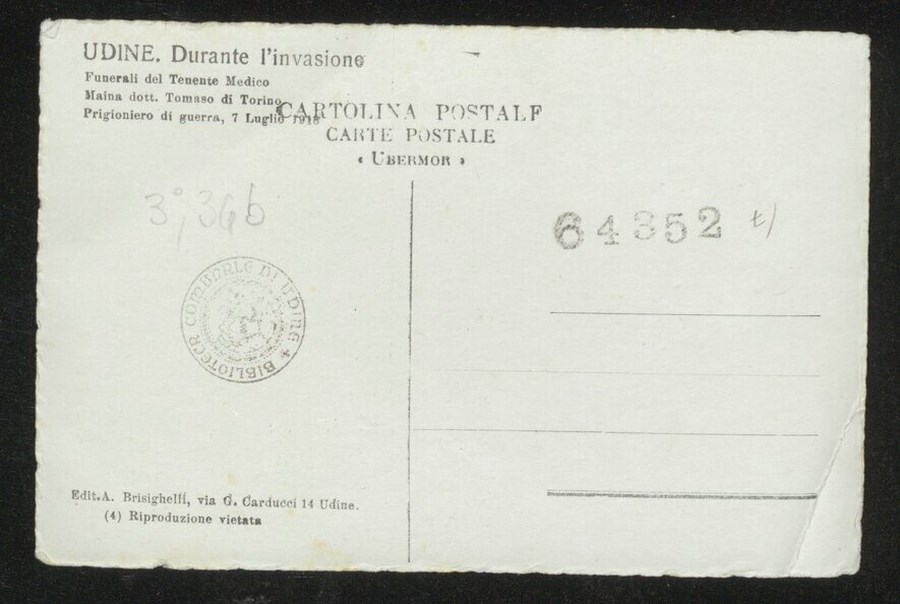 UDINE. Durante l'invasione
Funerali del Tenente Medico
Maina dott. Tomaso di Torino
Prigioniero di guerra, 7 Luglio 1918
CARTOLINA POSTALE
CARTE POSTALE
« UBERMOR »
3°, 36b
64352 t)
BIBLIOTECA COMUNALE DI UDINE
Edit. A. Brisighelli, via G. Carducci 14 Udine.
(4) Riproduzione vietata